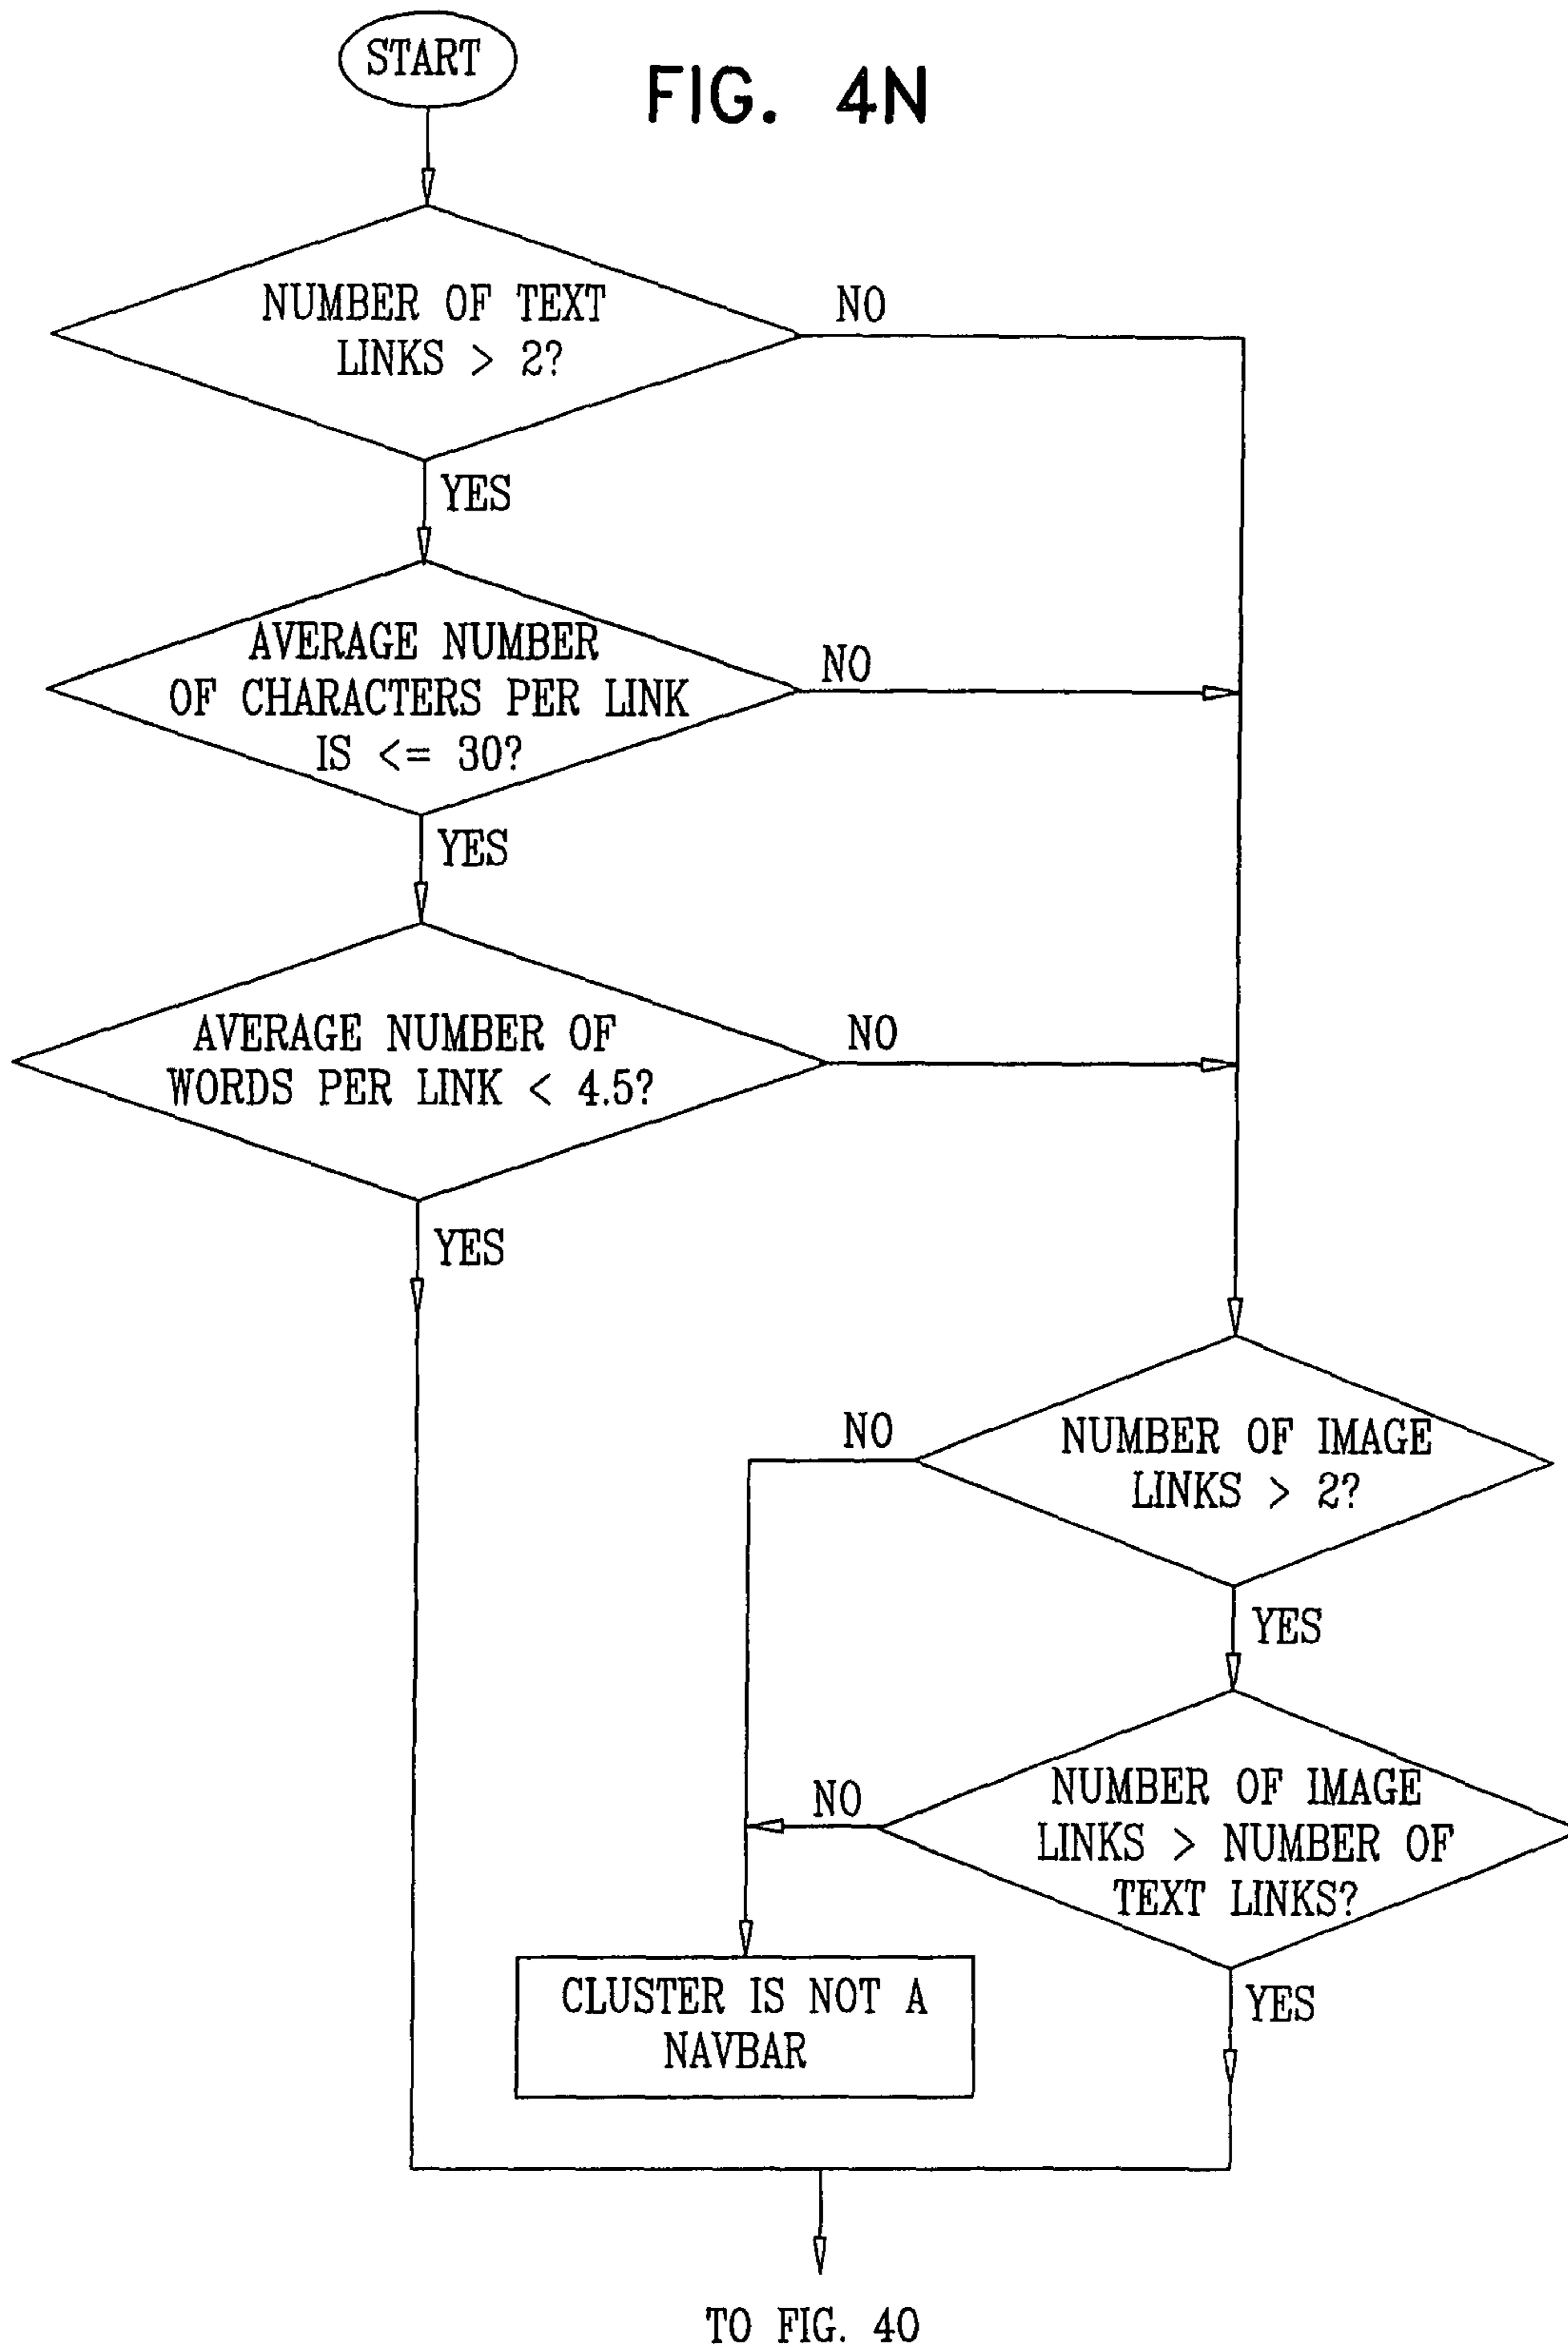 START
FIG. 4N
NUMBER OF TEXT
LINKS > 2?
NO
YES
AVERAGE NUMBER
OF CHARACTERS PER LINK
IS <= 30?
NO
YES
AVERAGE NUMBER OF
WORDS PER LINK < 4.5?
NO
YES
NUMBER OF IMAGE
LINKS > 2?
NO
YES
NUMBER OF IMAGE
LINKS > NUMBER OF
TEXT LINKS?
NO
YES
CLUSTER IS NOT A
NAVBAR
TO FIG. 4O